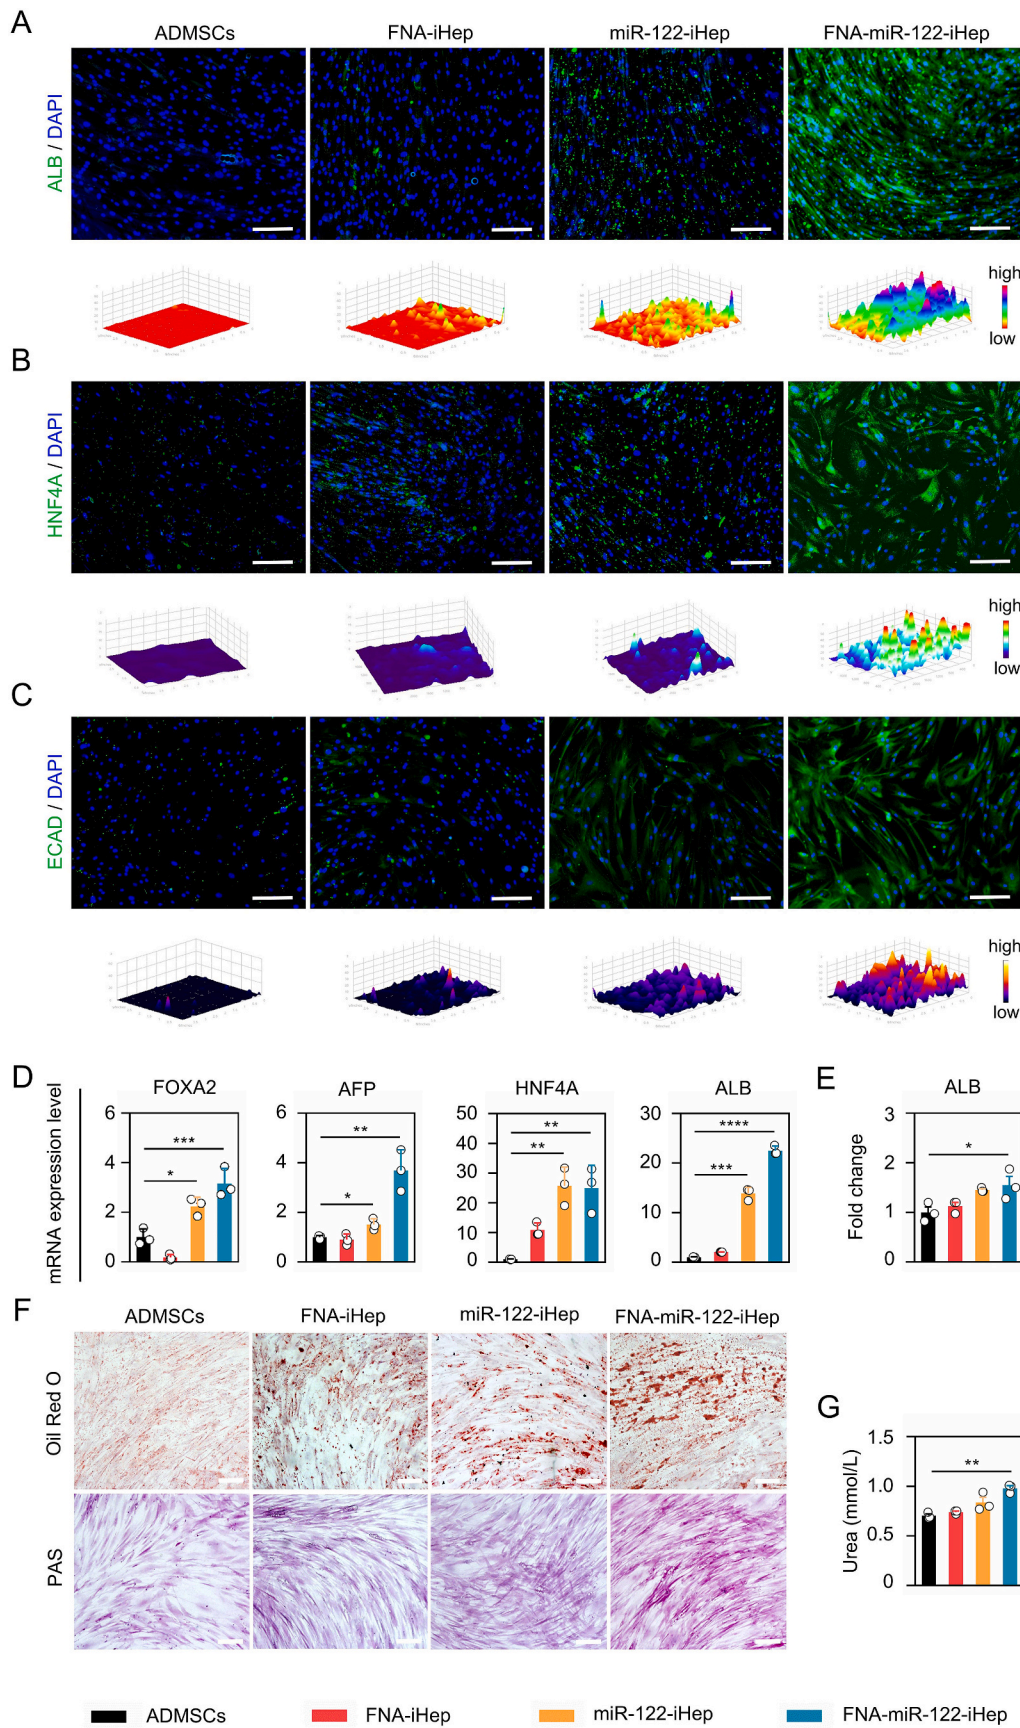 A
ADMSCs FNA-iHep miR-122-iHep FNA-miR-122-iHep
ALB / DAPI
high
low
B
HNF4A / DAPI
high
low
C
ECAD / DAPI
high
low
D
mRNA expression level
FOXA2
6
4
2
0
***
*
AFP
6
4
2
0
**
*
HNF4A
50
40
30
20
10
0
**
**
ALB
30
20
10
0
****
***
E
ALB
Fold change
3
2
1
0
*
F
ADMSCs FNA-iHep miR-122-iHep FNA-miR-122-iHep
Oil Red O
PAS
G
Urea (mmol/L)
1.5
1.0
0.5
0
**
ADMSCs FNA-iHep miR-122-iHep FNA-miR-122-iHep